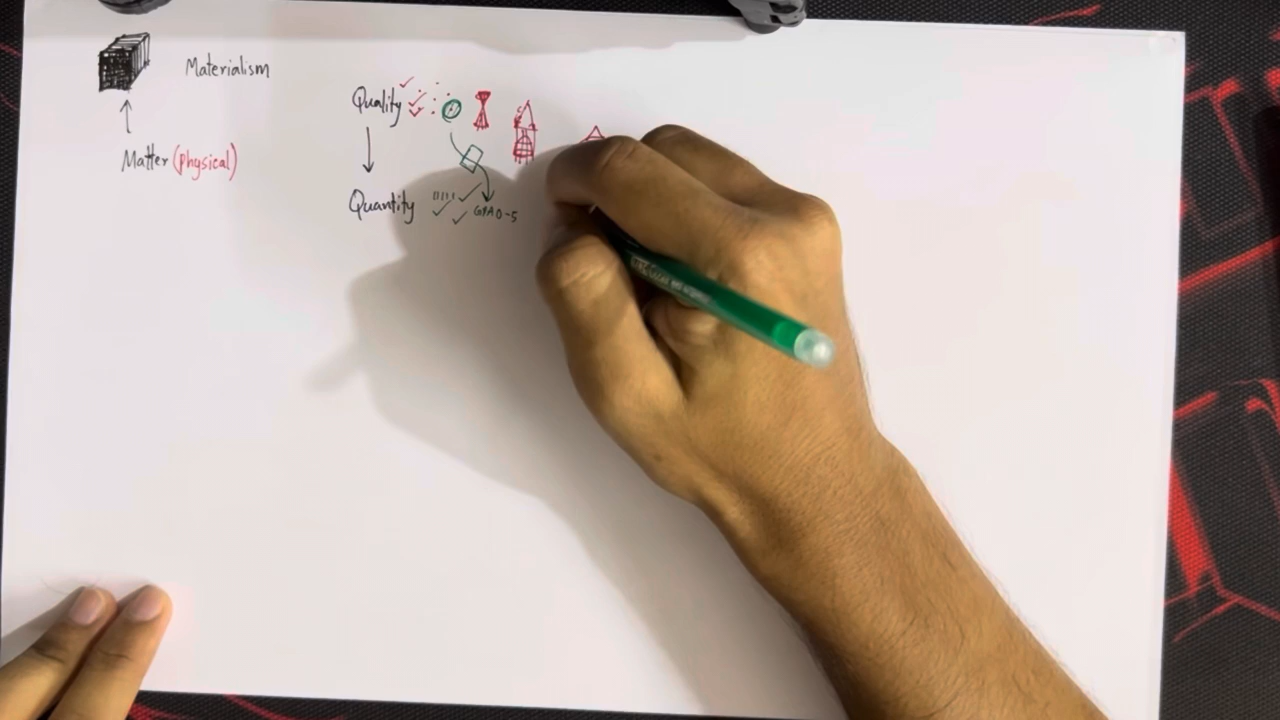 Materialism
Matter (physical)
Quality
Quantity
GPA 0-5